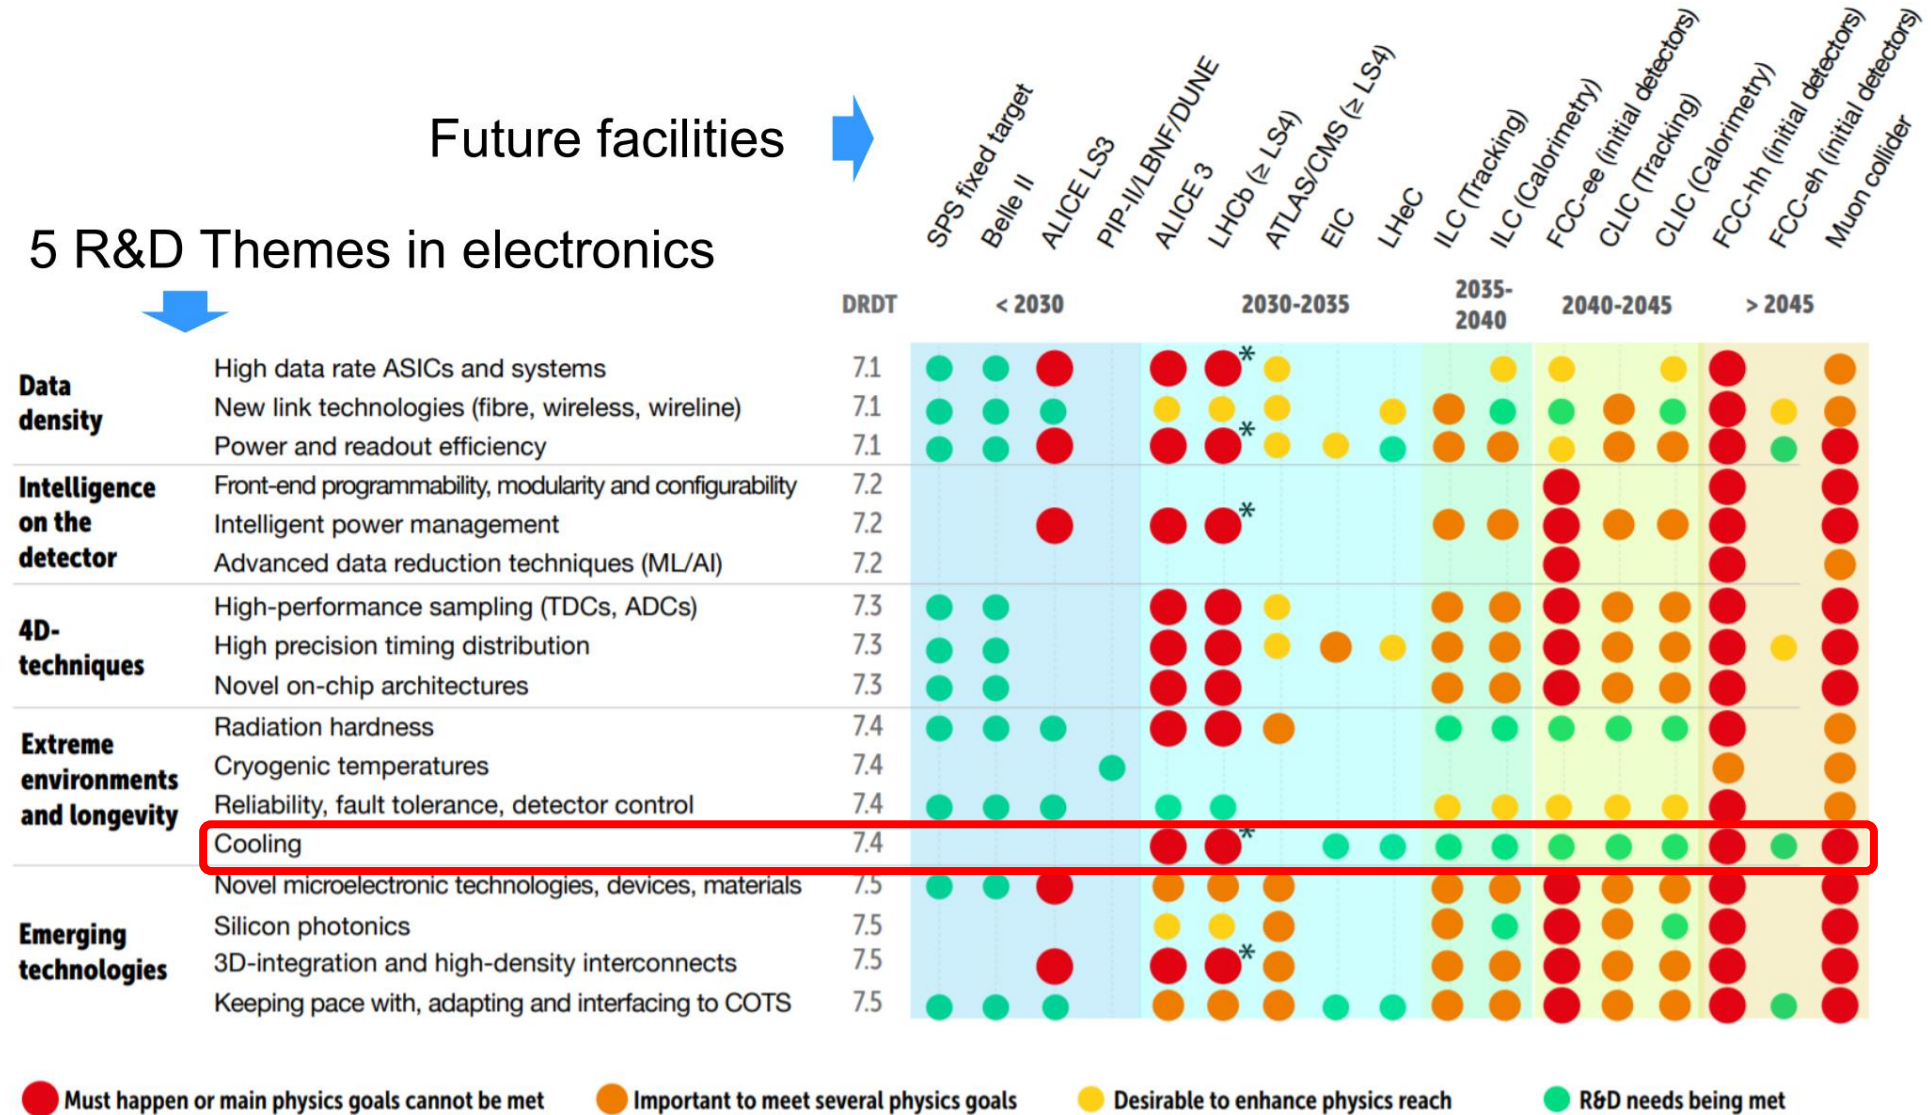 Future facilities
5 R&D Themes in electronics
SPS fixed target
Belle II
ALICE LS3
PIP-II/LBNF/DUNE
ALICE 3
LHCb (≥ LS4)
ATLAS/CMS (≥ LS4)
EIC
LHeC
ILC (Tracking)
ILC (Calorimetry)
FCC-ee (initial detectors)
CLIC (Tracking)
CLIC (Calorimetry)
FCC-hh (initial detectors)
FCC-eh (initial detectors)
Muon collider
DRDT < 2030 2030-2035 2035-2040 2040-2045 > 2045
Data density
High data rate ASICs and systems 7.1 *
New link technologies (fibre, wireless, wireline) 7.1
Power and readout efficiency 7.1 *
Intelligence on the detector
Front-end programmability, modularity and configurability 7.2
Intelligent power management 7.2 *
Advanced data reduction techniques (ML/AI) 7.2
4D-techniques
High-performance sampling (TDCs, ADCs) 7.3
High precision timing distribution 7.3
Novel on-chip architectures 7.3
Extreme environments and longevity
Radiation hardness 7.4
Cryogenic temperatures 7.4
Reliability, fault tolerance, detector control 7.4
Cooling 7.4 *
Emerging technologies
Novel microelectronic technologies, devices, materials 7.5
Silicon photonics 7.5
3D-integration and high-density interconnects 7.5 *
Keeping pace with, adapting and interfacing to COTS 7.5
Must happen or main physics goals cannot be met
Important to meet several physics goals
Desirable to enhance physics reach
R&D needs being met